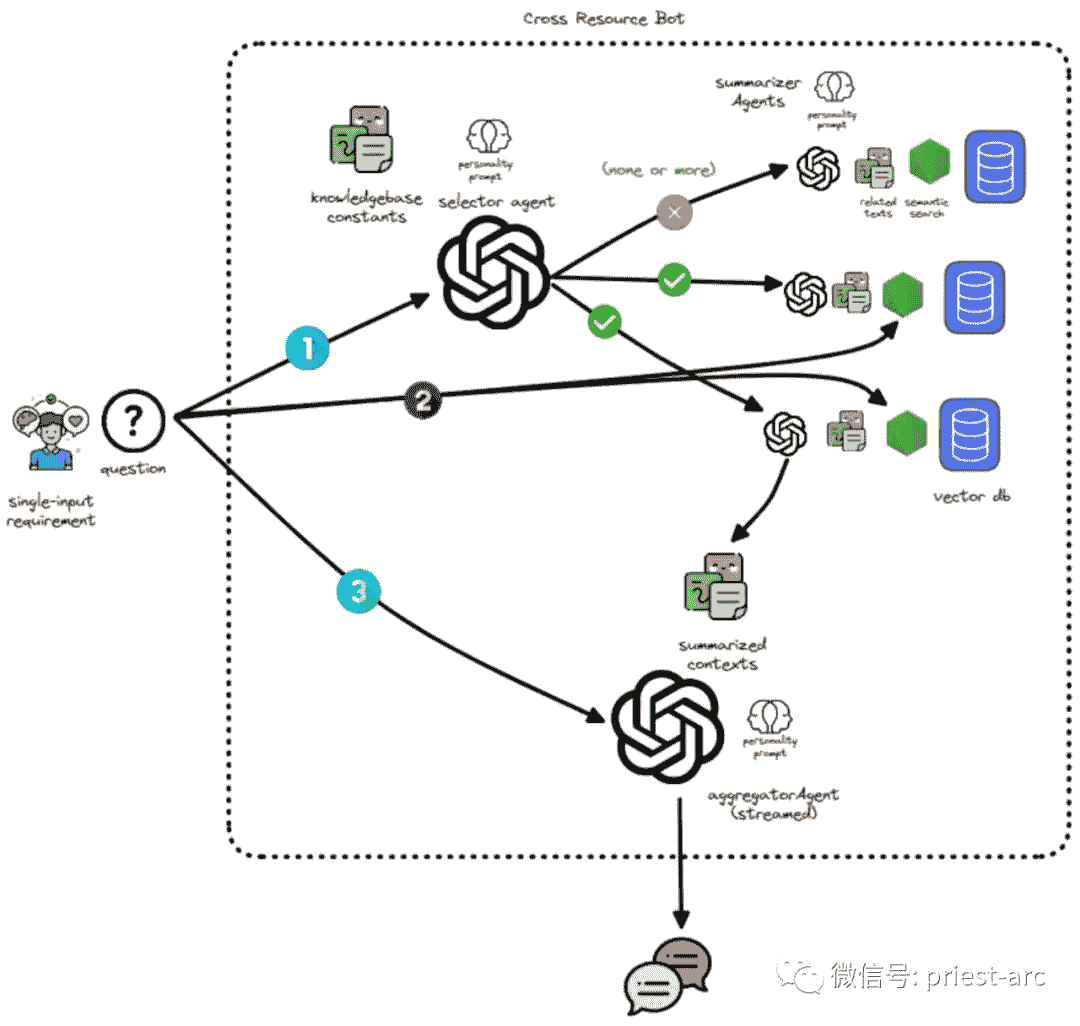 Cross Resource Bot
summarizer
Agents
personality
prompt
personality
prompt
(none or more)
knowledgebase
constants
selector agent
related
texts
semantic
search
1
2
?
question
single-input
requirement
vector db
3
summarized
contexts
personality
prompt
aggregatorAgent
(streamed)
微信号: priest-arc